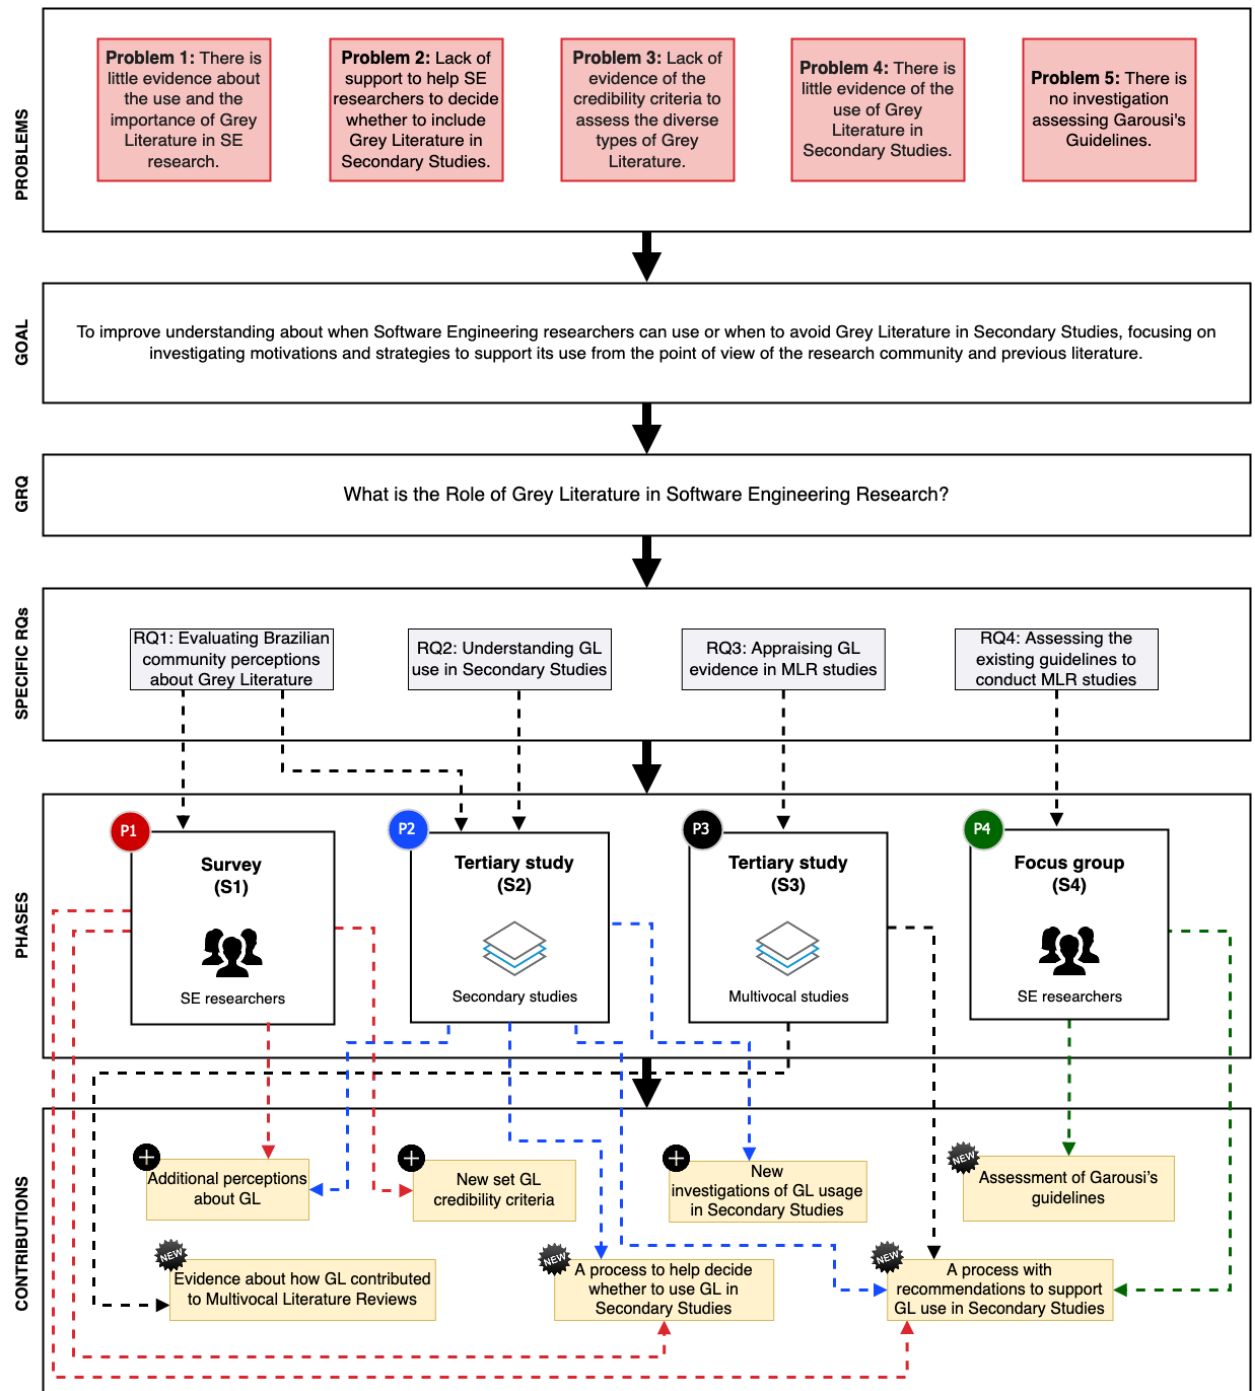 PROBLEMS
Problem 1: There is
little evidence about
the use and the
importance of Grey
Literature in SE
research.
Problem 2: Lack of
support to help SE
researchers to decide
whether to include
Grey Literature in
Secondary Studies.
Problem 3: Lack of
evidence of the
credibility criteria to
assess the diverse
types of Grey
Literature.
Problem 4: There is
little evidence of the
use of Grey
Literature in
Secondary Studies.
Problem 5: There is
no investigation
assessing Garousi's
Guidelines.
GOAL
To improve understanding about when Software Engineering researchers can use or when to avoid Grey Literature in Secondary Studies, focusing on
investigating motivations and strategies to support its use from the point of view of the research community and previous literature.
GRQ
What is the Role of Grey Literature in Software Engineering Research?
SPECIFIC RQs
RQ1: Evaluating Brazilian
community perceptions
about Grey Literature
RQ2: Understanding GL
use in Secondary Studies
RQ3: Appraising GL
evidence in MLR studies
RQ4: Assessing the
existing guidelines to
conduct MLR studies
PHASES
P1
Survey
(S1)
SE researchers
P2
Tertiary study
(S2)
Secondary studies
P3
Tertiary study
(S3)
Multivocal studies
P4
Focus group
(S4)
SE researchers
CONTRIBUTIONS
Additional perceptions
about GL
New set GL
credibility criteria
New
investigations of GL usage
in Secondary Studies
NEW
Assessment of Garousi's
guidelines
NEW
Evidence about how GL contributed
to Multivocal Literature Reviews
NEW
A process to help decide
whether to use GL in
Secondary Studies
NEW
A process with
recommendations to support
GL use in Secondary Studies